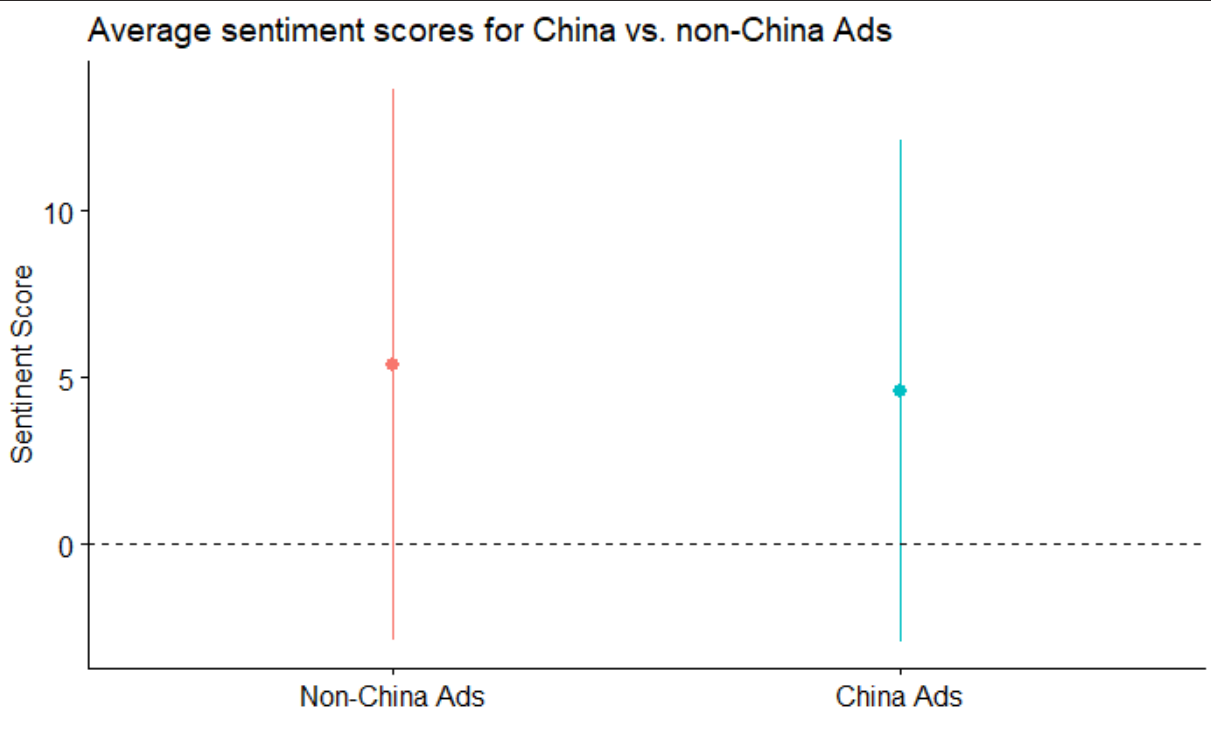 Average sentiment scores for China vs. non-China Ads
10
5
0
Sentinent Score
Non-China Ads
China Ads